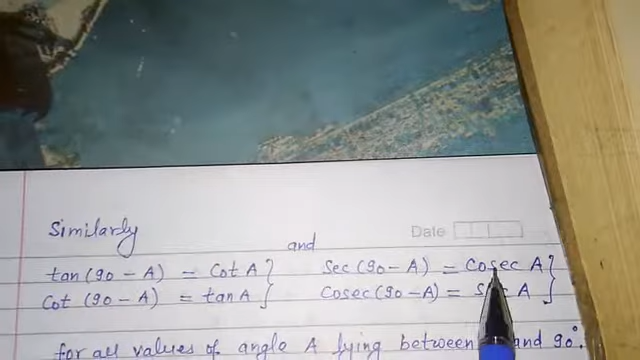 Similarly
Date
and
tan (90 - A) = Cot A } sec (90 - A) = Cosec A }
Cot (90 - A) = tan A } Cosec (90 - A) = A }
for all values of angle A lying between and 90°.